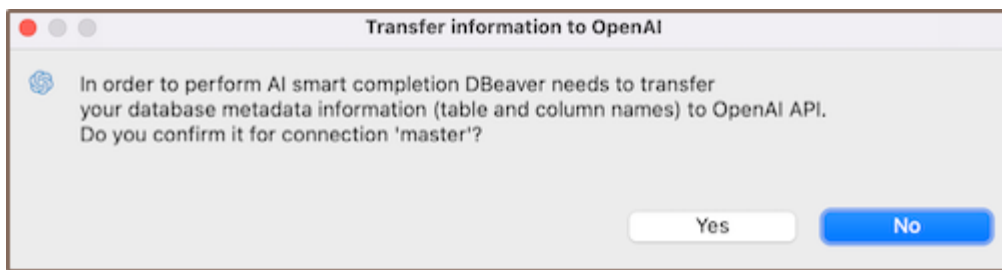 Transfer information to OpenAI
In order to perform AI smart completion DBeaver needs to transfer
your database metadata information (table and column names) to OpenAI API.
Do you confirm it for connection 'master'?
Yes No